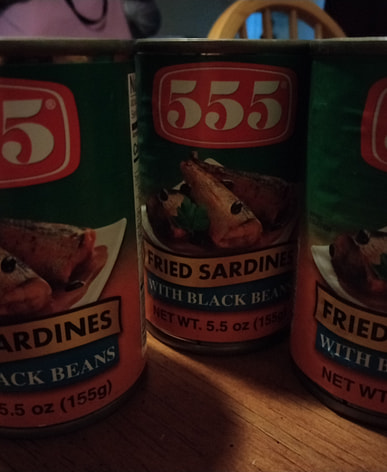 5®
ARDINES
ACK BEANS
5.5 oz (155g)
555®
FRIED SARDINES
WITH BLACK BEANS
NET WT. 5.5 oz (155g
5
FRIED
WITH B
NET WT